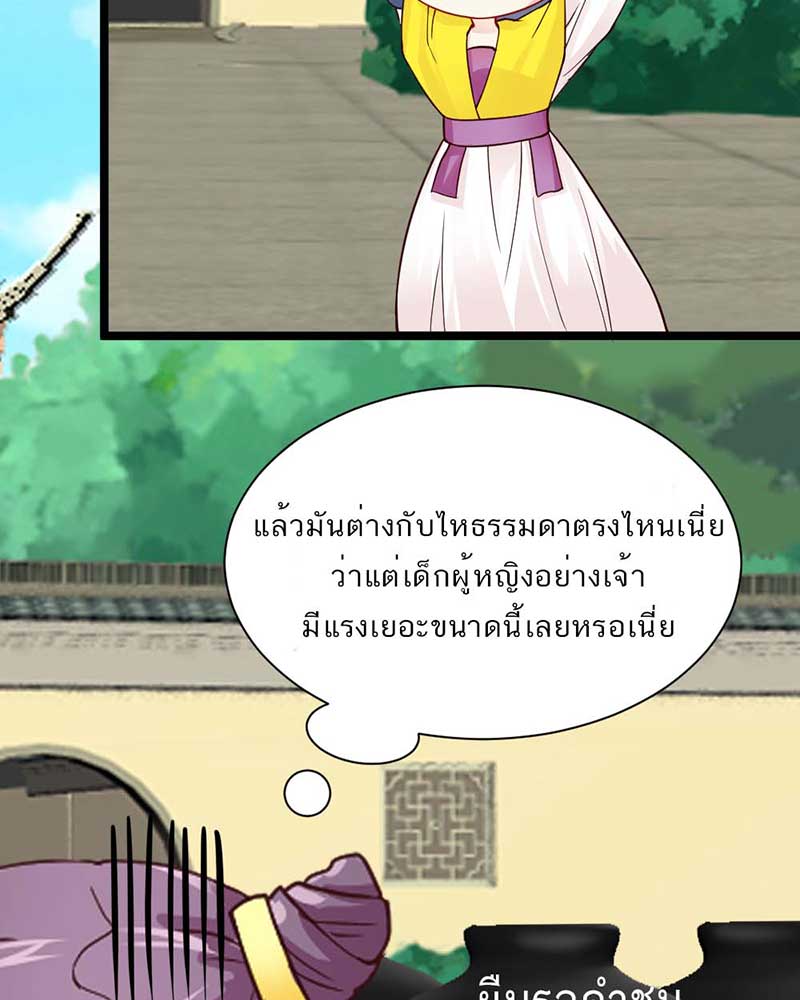 แล้วมันต่างกับไหธรรมดาตรงไหนเนี่ย
ว่าแต่เด็กผู้หญิงอย่างเจ้า
มีแรงเยอะขนาดนี้เลยหรอเนี่ย